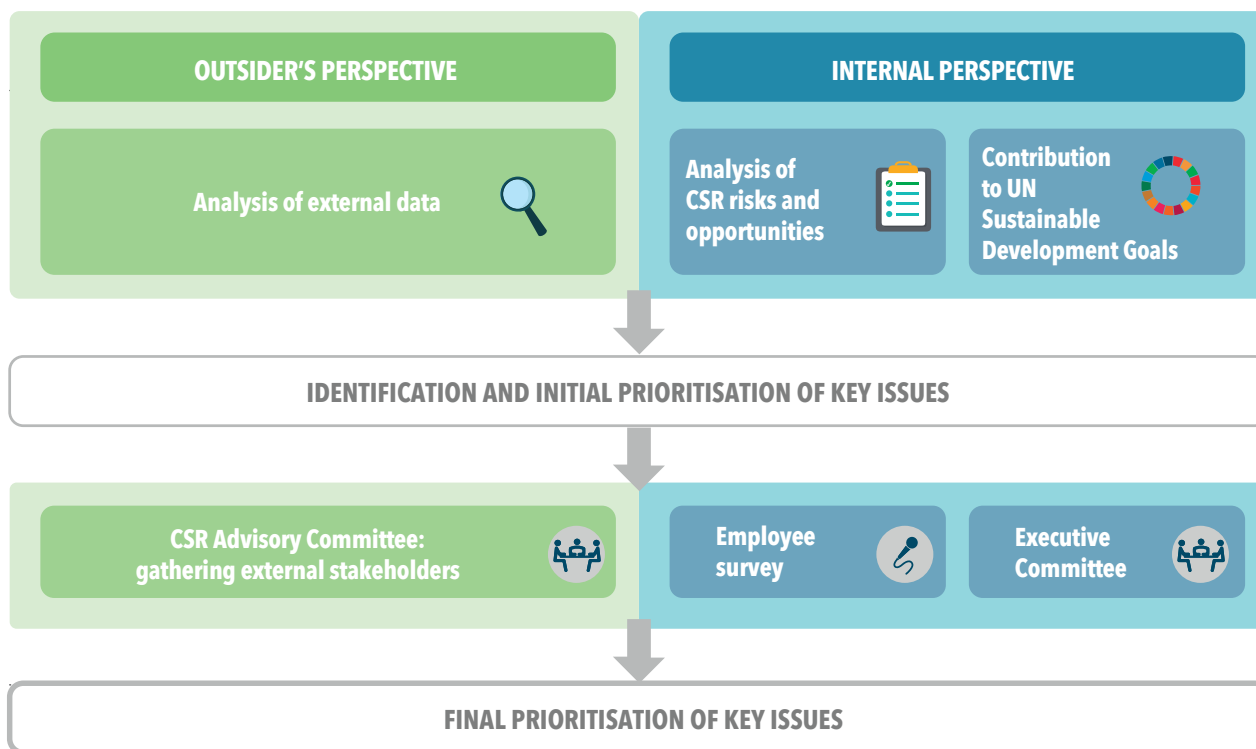 OUTSIDER'S PERSPECTIVE
INTERNAL PERSPECTIVE
Analysis of external data
Analysis of
CSR risks and
opportunities
Contribution
to UN
Sustainable
Development Goals
IDENTIFICATION AND INITIAL PRIORITISATION OF KEY ISSUES
CSR Advisory Committee:
gathering external stakeholders
Employee
survey
Executive
Committee
FINAL PRIORITISATION OF KEY ISSUES